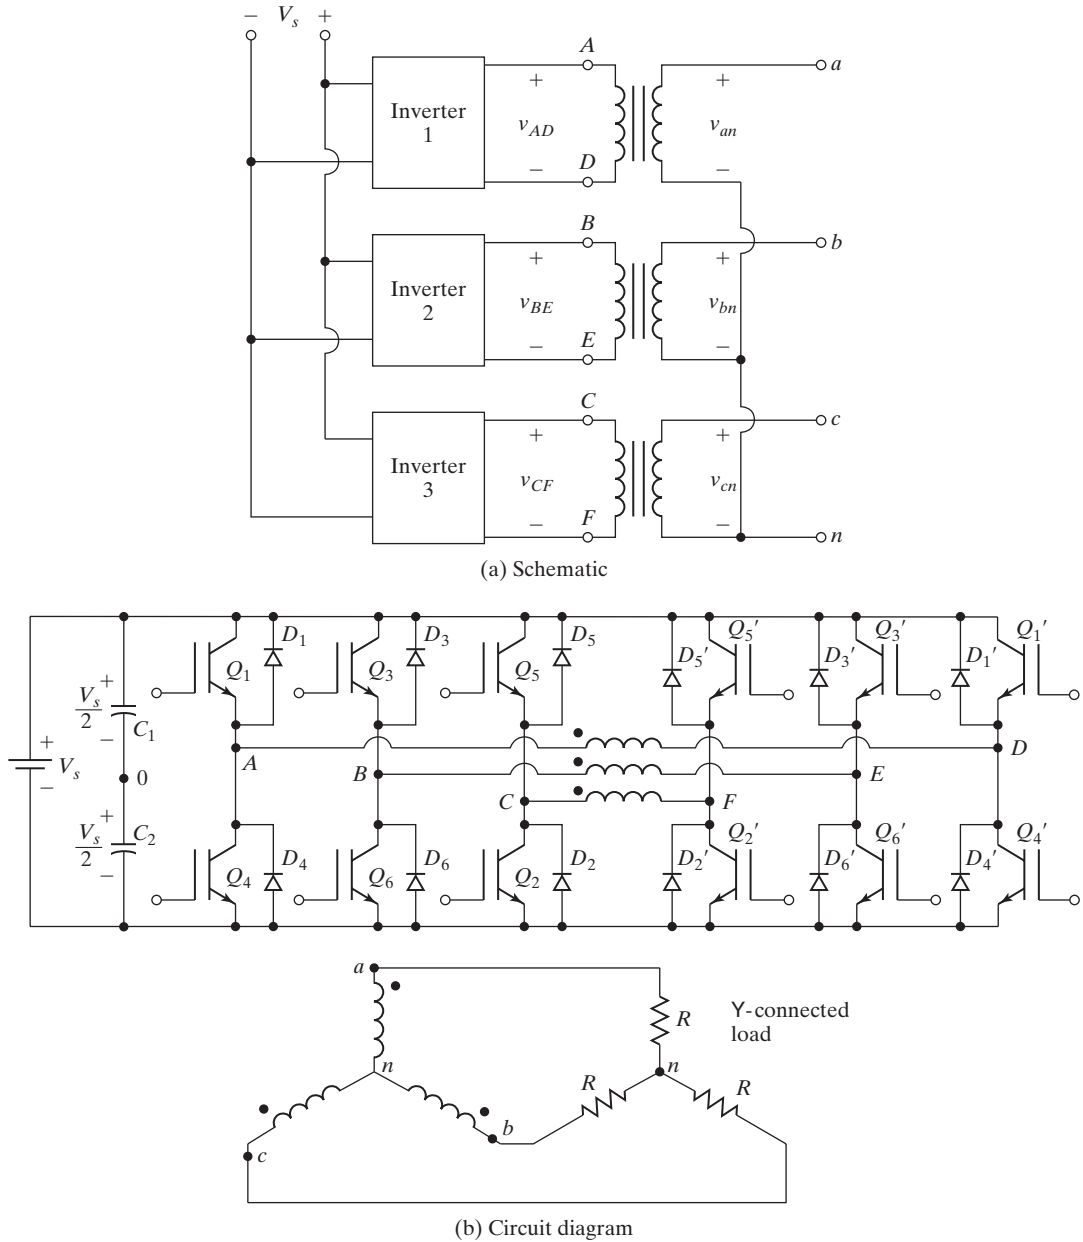 − V_s +
A
a
Inverter
1
+
v_AD
−
+
v_an
−
D
B
b
Inverter
2
+
v_BE
−
+
v_bn
−
E
C
c
Inverter
3
+
v_CF
−
+
v_cn
−
F
n
(a) Schematic
D_1 D_3 D_5 Q_5′ Q_3′ Q_1′
Q_1 Q_3 Q_5 D_5′ D_3′ D_1′
+
V_s/2
−
C_1
+
V_s
−
0
A
B
C
D
E
F
+
V_s/2
−
C_2
D_4 D_6 D_2 Q_2′ Q_6′ Q_4′
Q_4 Q_6 Q_2 D_2′ D_6′ D_4′
a
R
Y-connected
load
n
n
R
R
b
c
(b) Circuit diagram